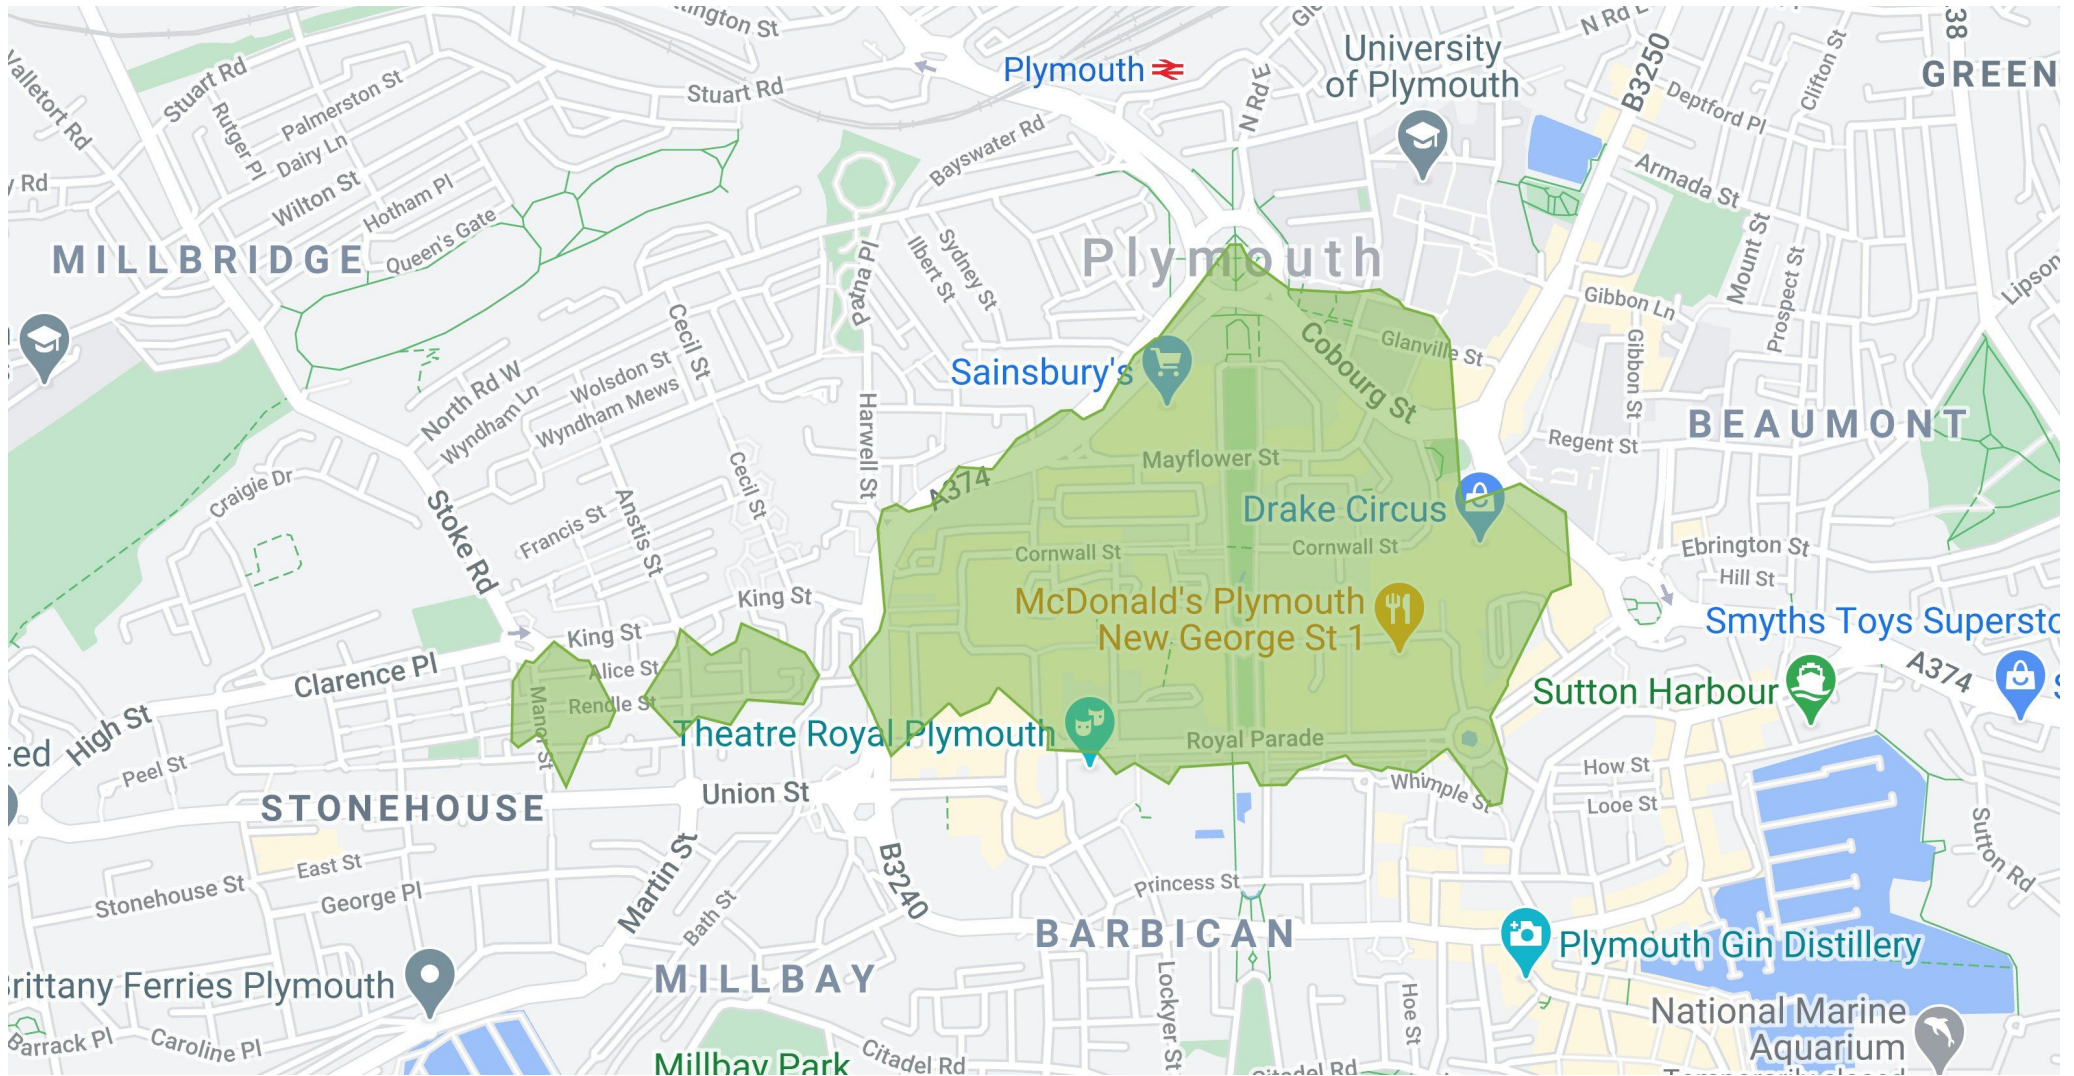 N Rd E
Stuart Rd
Stuart Rd
Plymouth
University
of Plymouth
B3250
Deptford Pl
Clifton St
38
GREEN
Valletort Rd
Rutger Pl
Palmerston St
Dairy Ln
Wilton St
Hotham Pl
Queen's Gate
Bayswater Rd
Armada St
Rd
MILLBRIDGE
Patna Pl
Ilbert St
Sydney St
Plymouth
Mount St
Prospect St
Lipson
Gibbon Ln
Gibbon St
Cecil St
North Rd W
Wyndham Ln
Wolsdon St
Wyndham Mews
Harwell St
Sainsbury's
Cobourg St
Glanville St
BEAUMONT
Regent St
Mayflower St
Craigie Dr
Stoke Rd
Cecil St
Francis St
Anstis St
A374
Drake Circus
Cornwall St
Cornwall St
Ebrington St
Hill St
King St
King St
McDonald's Plymouth
New George St 1
Smyths Toys Supersto
Clarence Pl
Alice St
Rendle St
Manor St
High St
Peel St
ted
Theatre Royal Plymouth
Royal Parade
Sutton Harbour
A374
S
How St
Looe St
Whimple St
STONEHOUSE
Union St
Sutton Rd
East St
George Pl
Stonehouse St
Martin St
Bath St
B3240
Princess St
BARBICAN
Plymouth Gin Distillery
Brittany Ferries Plymouth
MILLBAY
Lockyer St
Hoe St
National Marine
Aquarium
Temporarily closed
Barrack Pl
Caroline Pl
Millbay Park
Citadel Rd
Citadel Rd